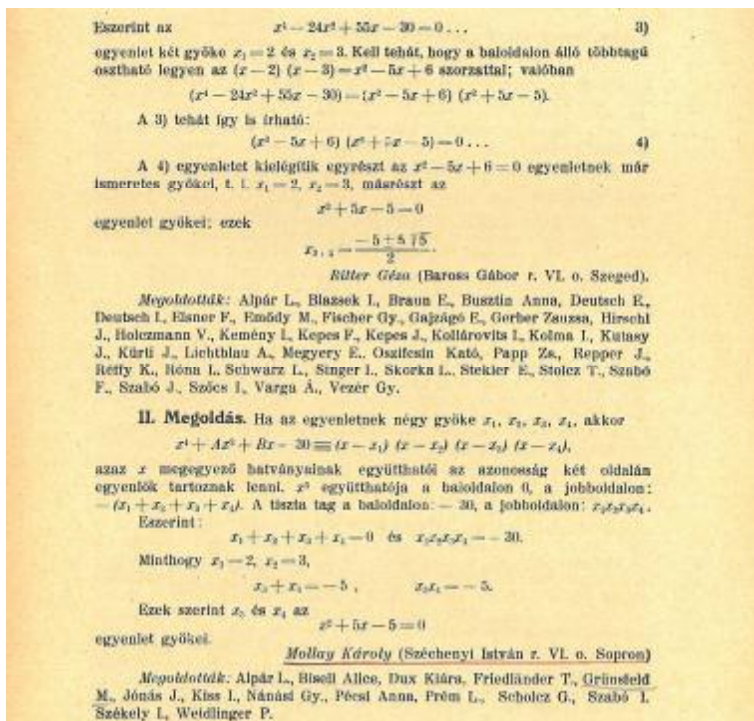 Eszerint az x⁴ − 24x² + 55x − 30 = 0 ... 3)
egyenlet két gyöke x₁ = 2 és x₂ = 3. Kell tehát, hogy a baloldalon álló többtagú
osztható legyen az (x − 2) (x − 3) = x² − 5x + 6 szorzattal; valóban
(x⁴ − 24x² + 55x − 30) = (x² − 5x + 6) (x² + 5x − 5).
A 3) tehát így is írható:
(x² − 5x + 6) (x² + 5x − 5) = 0 ... 4)
A 4) egyenletet kielégítik egyrészt az x² − 5x + 6 = 0 egyenletnek már
ismeretes gyökei, t. i. x₁ = 2, x₂ = 3, másrészt az
x² + 5x − 5 = 0
egyenlet gyökei; ezek
x₃,₄ = (−5 ± 3√5)/2.
Ritter Géza (Baross Gábor r. VI. o. Szeged).
Megoldották: Alpár L., Blazsek I., Braun E., Busztin Anna, Deutsch E.,
Deutsch I., Elsner F., Emődy M., Fischer Gy., Gajzágó E., Gerber Zsuzsa, Hirschl
J., Holczmann V., Kemény I., Kepes F., Kepes J., Kollárovits I., Kolma I., Kutasy
J., Kürti J., Lichthlau A., Megyery E., Oszifcsin Kató, Papp Zs., Repper J.,
Réffy K., Róna I., Schwarz L., Singer I., Skorka L., Stekler E., Stolcz T., Szabó
F., Szabó J., Szőcs I., Varga Á., Vezér Gy.
II. Megoldás. Ha az egyenletnek négy gyöke x₁, x₂, x₃, x₄, akkor
x⁴ + Ax² + Bx − 30 ≡ (x − x₁) (x − x₂) (x − x₃) (x − x₄),
azaz x megegyező hatványainak együtthatói az azonosság két oldalán
egyenlők tartoznak lenni. x³ együtthatója a baloldalon 0, a jobboldalon:
− (x₁ + x₂ + x₃ + x₄). A tiszta tag a baloldalon: − 30, a jobboldalon: x₁x₂x₃x₄.
Eszerint:
x₁ + x₂ + x₃ + x₄ = 0 és x₁x₂x₃x₄ = − 30.
Minthogy x₁ = 2, x₂ = 3,
x₃ + x₄ = − 5, x₃x₄ = − 5.
Ezek szerint x₃ és x₄ az
x² + 5x − 5 = 0
egyenlet gyökei.
Mollay Károly (Széchenyi István r. VI. o. Sopron)
Megoldották: Alpár L., Biseli Alice, Dux Klára, Friedländer T., Grünsfeld
M., Jónás J., Kiss I., Nánási Gy., Pécsi Anna, Prém L., Scholcz G., Szabó I.
Székely I., Weidlinger P.